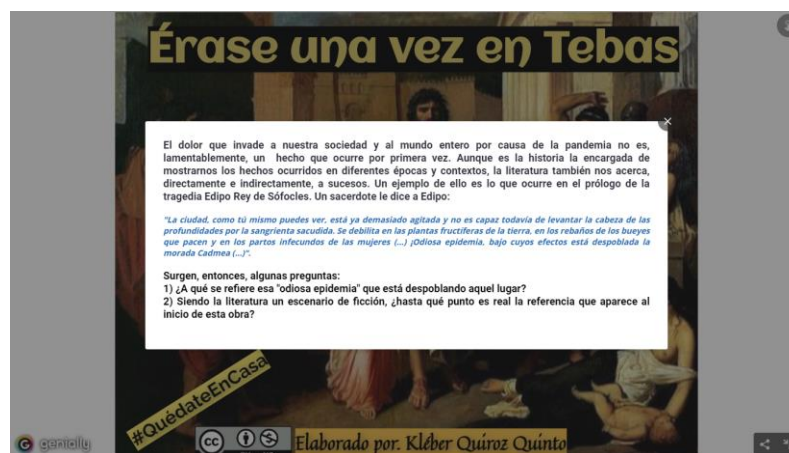 Érase una vez en Tebas
El dolor que invade a nuestra sociedad y al mundo entero por causa de la pandemia no es,
lamentablemente, un hecho que ocurre por primera vez. Aunque es la historia la encargada de
mostrarnos los hechos ocurridos en diferentes épocas y contextos, la literatura también nos acerca,
directamente e indirectamente, a sucesos. Un ejemplo de ello es lo que ocurre en el prólogo de la
tragedia Edipo Rey de Sófocles. Un sacerdote le dice a Edipo:
"La ciudad, como tú mismo puedes ver, está ya demasiado agitada y no es capaz todavía de levantar la cabeza de las
profundidades por la sangrienta sacudida. Se debilita en las plantas fructíferas de la tierra, en los rebaños de los bueyes
que pacen y en los partos infecundos de las mujeres (...) ¡Odiosa epidemia, bajo cuyos efectos está despoblada la
morada Cadmea (...)".
Surgen, entonces, algunas preguntas:
1) ¿A qué se refiere esa "odiosa epidemia" que está despoblando aquel lugar?
2) Siendo la literatura un escenario de ficción, ¿hasta qué punto es real la referencia que aparece al
inicio de esta obra?
#QuédateEnCasa
genially
cc
Elaborado por. Kléber Quiroz Quinto